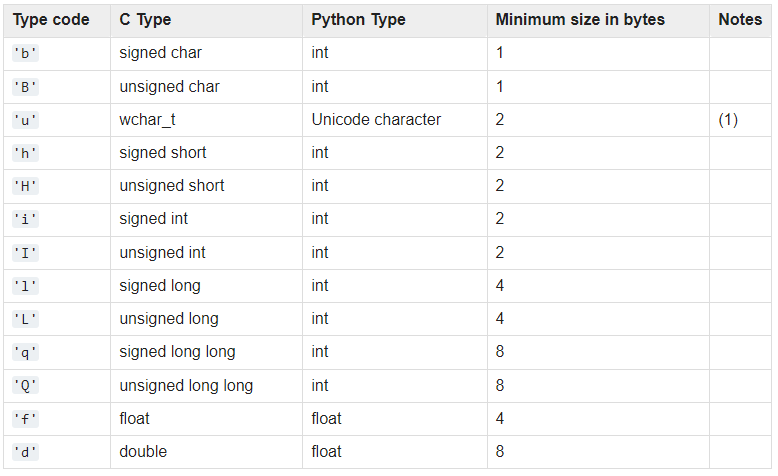 Type code C Type Python Type Minimum size in bytes Notes
'b' signed char int 1
'B' unsigned char int 1
'u' wchar_t Unicode character 2 (1)
'h' signed short int 2
'H' unsigned short int 2
'i' signed int int 2
'I' unsigned int int 2
'l' signed long int 4
'L' unsigned long int 4
'q' signed long long int 8
'Q' unsigned long long int 8
'f' float float 4
'd' double float 8